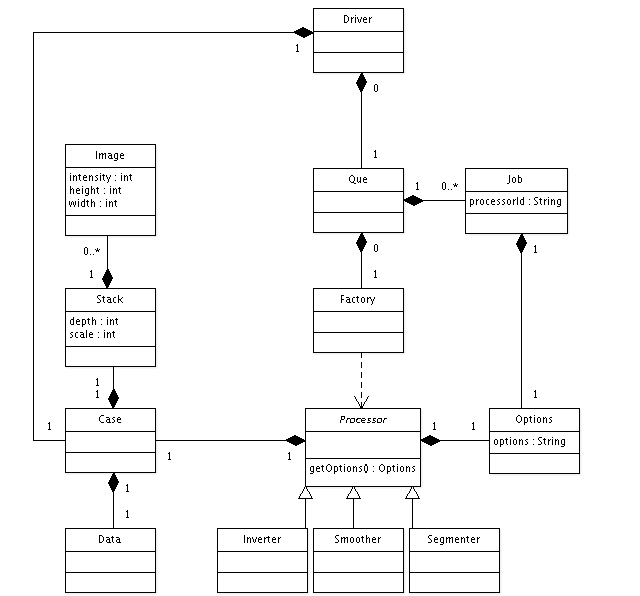 Driver
1
0
1
Image
intensity : int
height : int
width : int
Que
1
0..*
Job
processorId : String
0..*
1
0
1
1
Stack
depth : int
scale : int
Factory
1
1
1
1
Case
1
1
Processor
getOptions() : Options
1
1
1
Options
options : String
1
1
Data
Inverter
Smoother
Segmenter